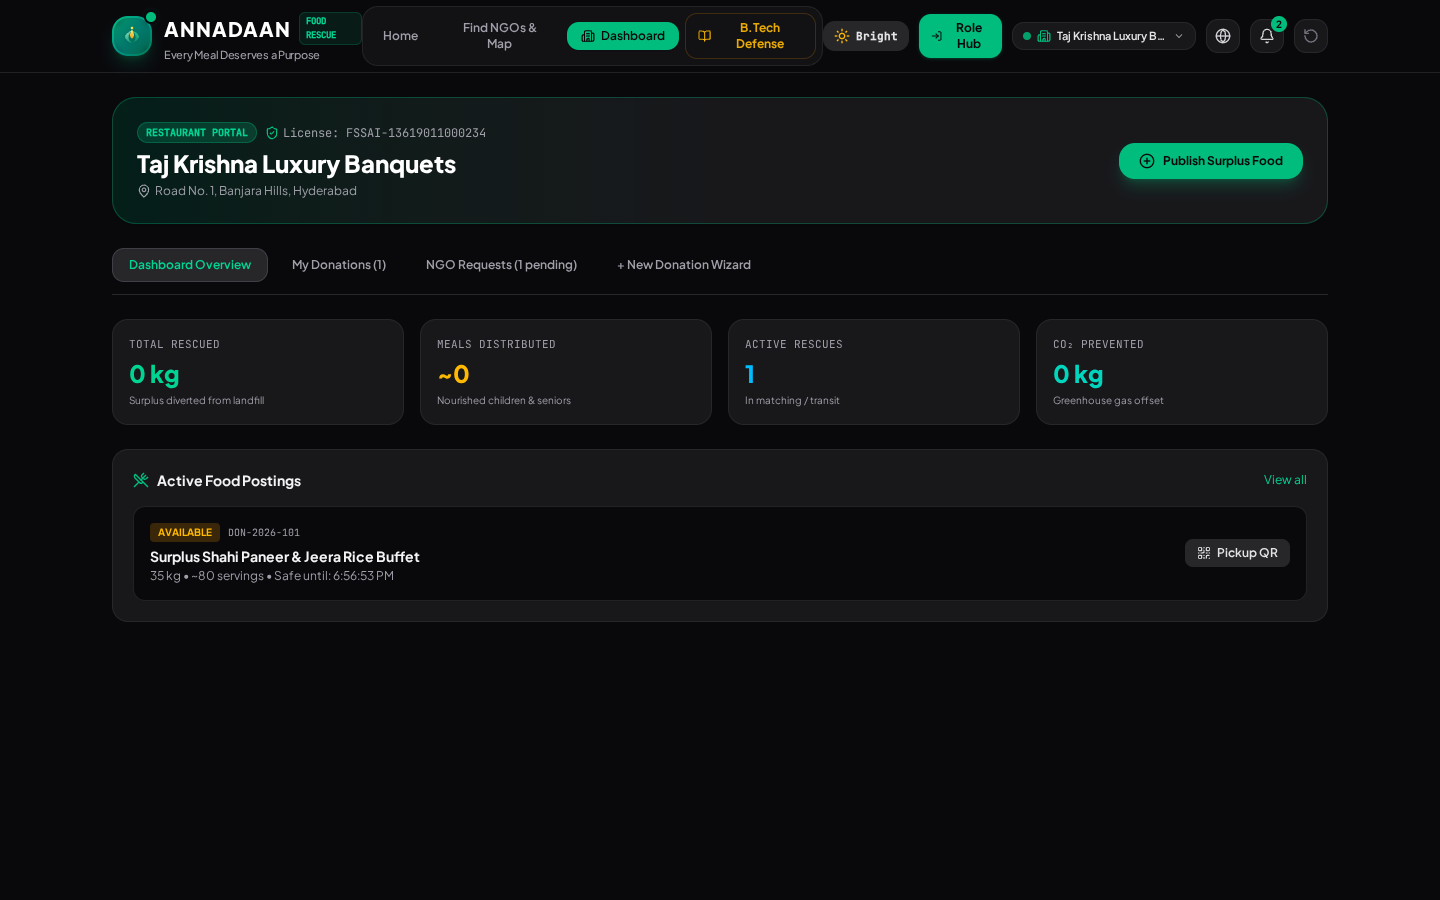 ANNADAAN
FOOD
RESCUE
Every Meal Deserves a Purpose
Home
Find NGOs &
Map
Dashboard
B.Tech
Defense
Bright
Role
Hub
Taj Krishna Luxury B...
2
RESTAURANT PORTAL
License: FSSAI-13619011000234
Taj Krishna Luxury Banquets
Road No. 1, Banjara Hills, Hyderabad
Publish Surplus Food
Dashboard Overview
My Donations (1)
NGO Requests (1 pending)
+ New Donation Wizard
TOTAL RESCUED
0 kg
Surplus diverted from landfill
MEALS DISTRIBUTED
~0
Nourished children & seniors
ACTIVE RESCUES
1
In matching / transit
CO₂ PREVENTED
0 kg
Greenhouse gas offset
Active Food Postings
View all
AVAILABLE
DON-2026-101
Surplus Shahi Paneer & Jeera Rice Buffet
35 kg • ~80 servings • Safe until: 6:56:53 PM
Pickup QR